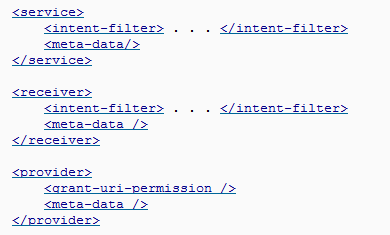 <service>
    <intent-filter> . . . </intent-filter>
    <meta-data/>
</service>

<receiver>
    <intent-filter> . . . </intent-filter>
    <meta-data />
</receiver>

<provider>
    <grant-uri-permission />
    <meta-data />
</provider>